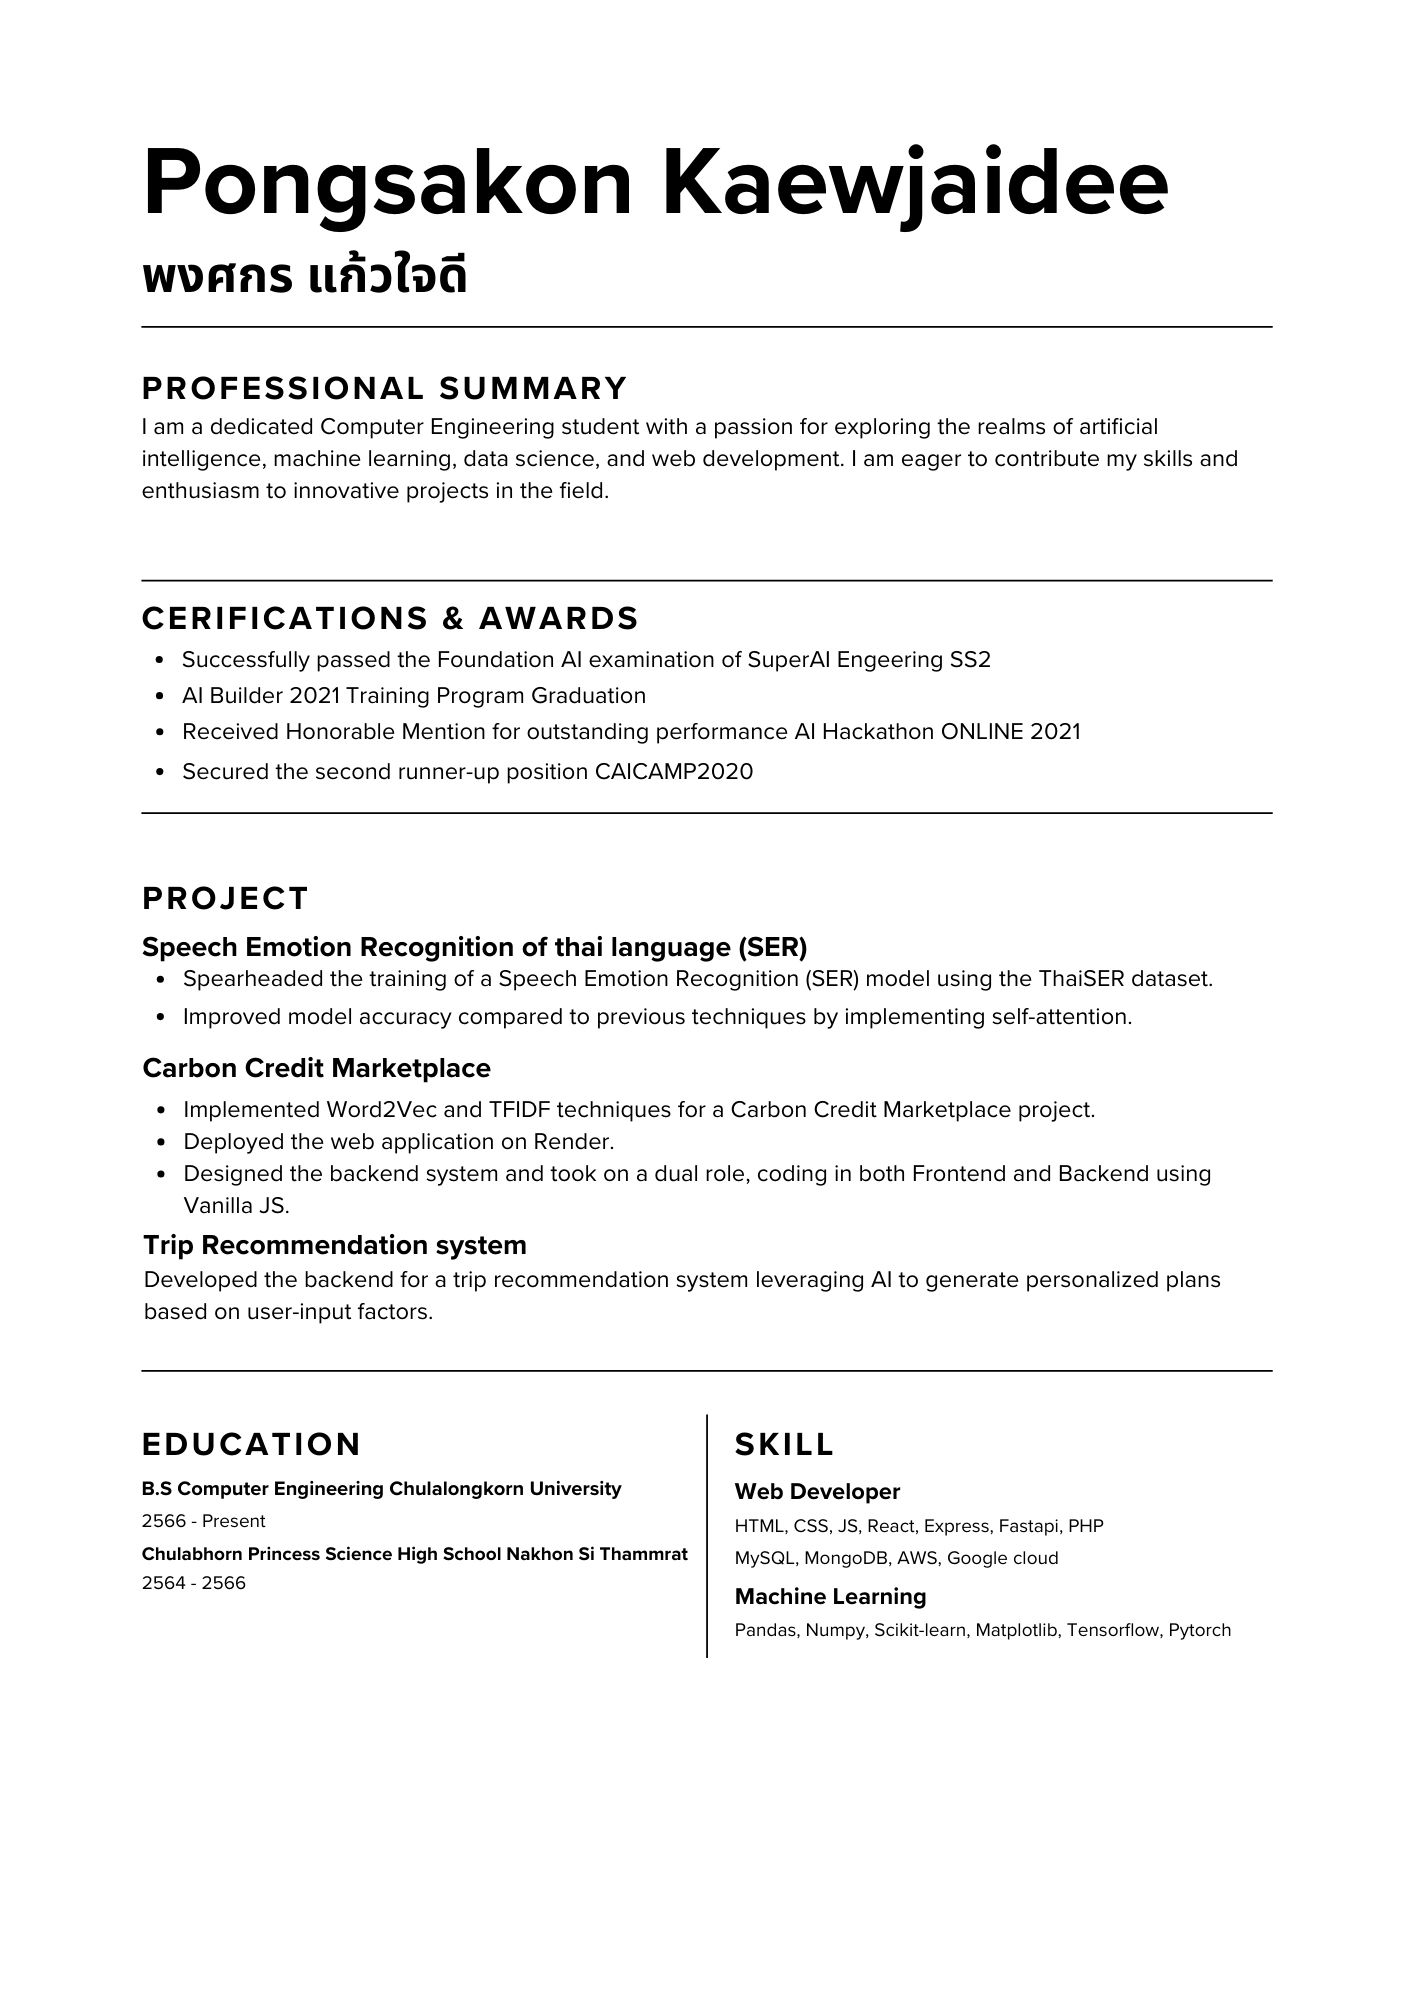 Pongsakon Kaewjaidee
พงศกร แก้วใจดี
PROFESSIONAL SUMMARY
I am a dedicated Computer Engineering student with a passion for exploring the realms of artificial
intelligence, machine learning, data science, and web development. I am eager to contribute my skills and
enthusiasm to innovative projects in the field.
CERIFICATIONS & AWARDS
• Successfully passed the Foundation AI examination of SuperAI Engeering SS2
• AI Builder 2021 Training Program Graduation
• Received Honorable Mention for outstanding performance AI Hackathon ONLINE 2021
• Secured the second runner-up position CAICAMP2020
PROJECT
Speech Emotion Recognition of thai language (SER)
• Spearheaded the training of a Speech Emotion Recognition (SER) model using the ThaiSER dataset.
• Improved model accuracy compared to previous techniques by implementing self-attention.
Carbon Credit Marketplace
• Implemented Word2Vec and TFIDF techniques for a Carbon Credit Marketplace project.
• Deployed the web application on Render.
• Designed the backend system and took on a dual role, coding in both Frontend and Backend using
Vanilla JS.
Trip Recommendation system
Developed the backend for a trip recommendation system leveraging AI to generate personalized plans
based on user-input factors.
EDUCATION
B.S Computer Engineering Chulalongkorn University
2566 - Present
Chulabhorn Princess Science High School Nakhon Si Thammrat
2564 - 2566
SKILL
Web Developer
HTML, CSS, JS, React, Express, Fastapi, PHP
MySQL, MongoDB, AWS, Google cloud
Machine Learning
Pandas, Numpy, Scikit-learn, Matplotlib, Tensorflow, Pytorch